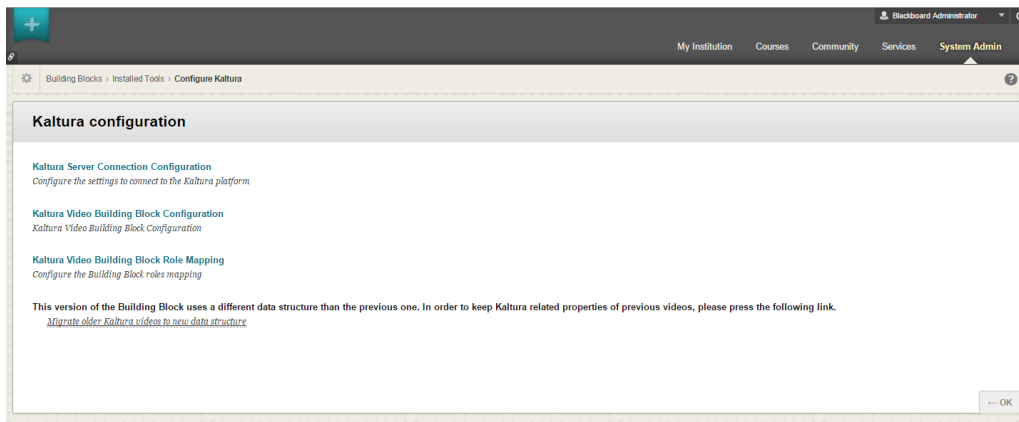 Blackboard Administrator
My Institution Courses Community Services System Admin
Building Blocks > Installed Tools > Configure Kaltura
Kaltura configuration
Kaltura Server Connection Configuration
Configure the settings to connect to the Kaltura platform
Kaltura Video Building Block Configuration
Kaltura Video Building Block Configuration
Kaltura Video Building Block Role Mapping
Configure the Building Block roles mapping
This version of the Building Block uses a different data structure than the previous one. In order to keep Kaltura related properties of previous videos, please press the following link.
Migrate older Kaltura videos to new data structure
← OK